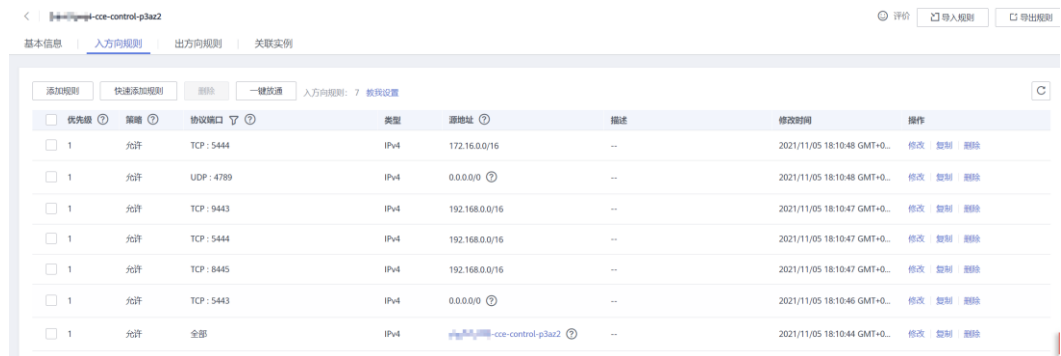 -cce-control-p3az2
评价 导入规则 导出规则
基本信息 入方向规则 出方向规则 关联实例
添加规则 快速添加规则 删除 一键放通 入方向规则: 7 教我设置
优先级 策略 协议端口 类型 源地址 描述 修改时间 操作
1 允许 TCP : 5444 IPv4 172.16.0.0/16 -- 2021/11/05 18:10:48 GMT+0... 修改 复制 删除
1 允许 UDP : 4789 IPv4 0.0.0.0/0 -- 2021/11/05 18:10:48 GMT+0... 修改 复制 删除
1 允许 TCP : 9443 IPv4 192.168.0.0/16 -- 2021/11/05 18:10:47 GMT+0... 修改 复制 删除
1 允许 TCP : 5444 IPv4 192.168.0.0/16 -- 2021/11/05 18:10:47 GMT+0... 修改 复制 删除
1 允许 TCP : 8445 IPv4 192.168.0.0/16 -- 2021/11/05 18:10:47 GMT+0... 修改 复制 删除
1 允许 TCP : 5443 IPv4 0.0.0.0/0 -- 2021/11/05 18:10:46 GMT+0... 修改 复制 删除
1 允许 全部 IPv4 -cce-control-p3az2 -- 2021/11/05 18:10:44 GMT+0... 修改 复制 删除